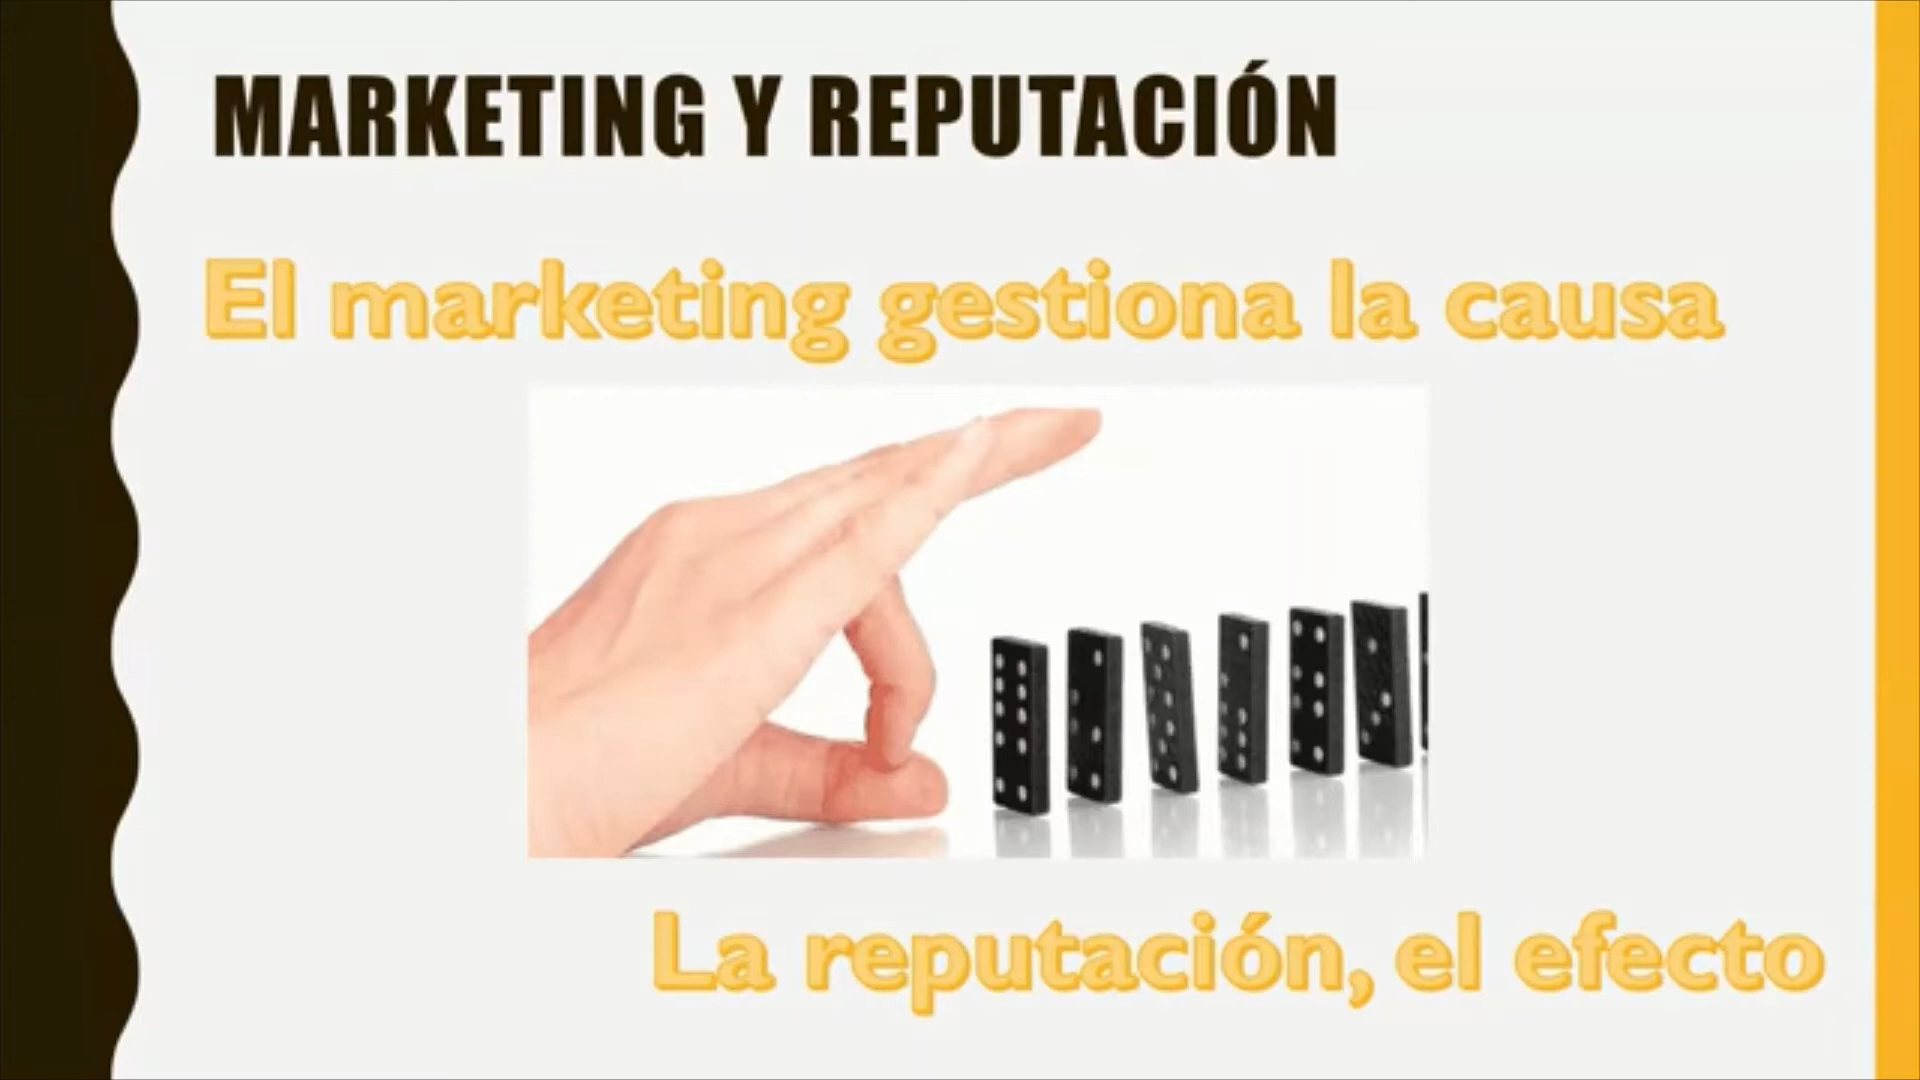 MARKETING Y REPUTACIÓN
El marketing gestiona la causa
La reputación, el efecto